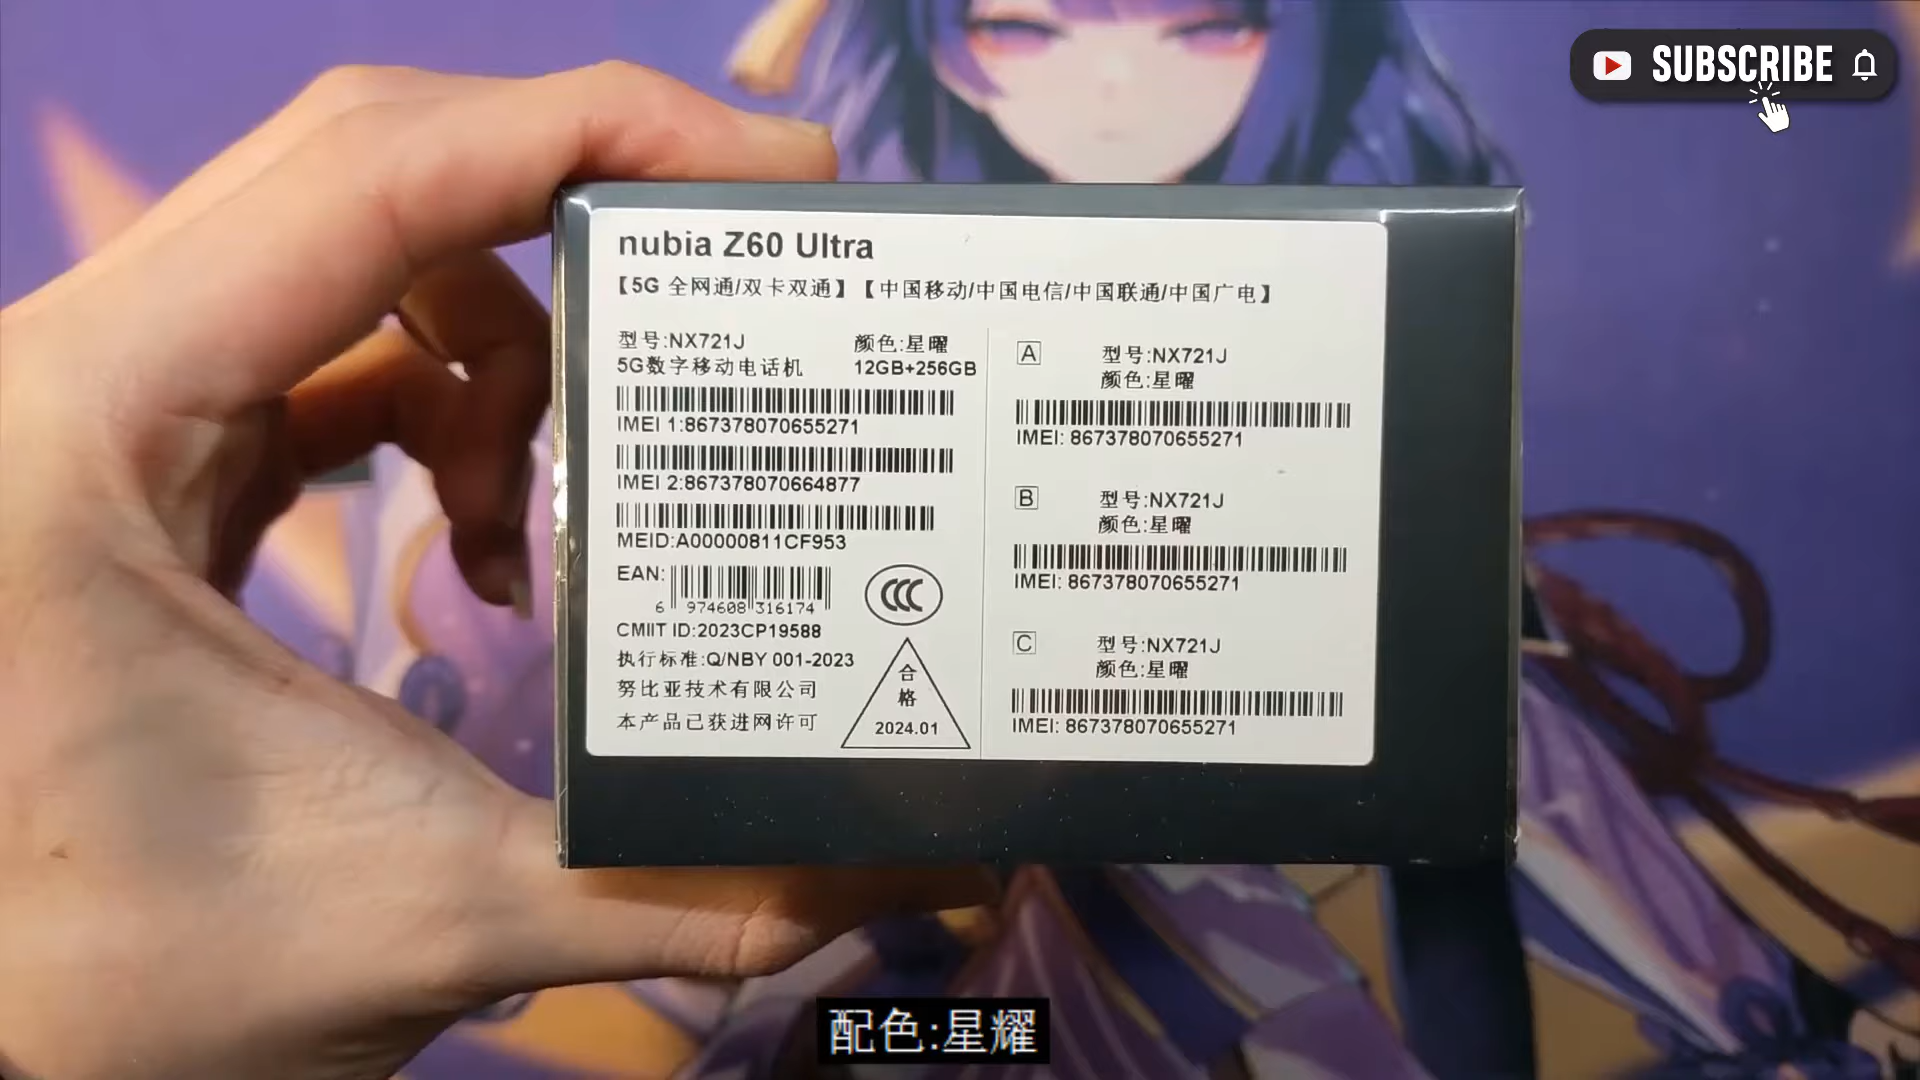 SUBSCRIBE
nubia Z60 Ultra
【5G 全网通/双卡双通】【中国移动/中国电信/中国联通/中国广电】
型号:NX721J 颜色:星曜
5G数字移动电话机 12GB+256GB
IMEI 1:867378070655271
IMEI 2:867378070664877
MEID:A00000811CF953
EAN:
6 974608 316174
CCC
CMIIT ID:2023CP19588
执行标准:Q/NBY 001-2023
努比亚技术有限公司
本产品已获进网许可
合
格
2024.01
A 型号:NX721J
颜色:星曜
IMEI: 867378070655271
B 型号:NX721J
颜色:星曜
IMEI: 867378070655271
C 型号:NX721J
颜色:星曜
IMEI: 867378070655271
配色:星耀